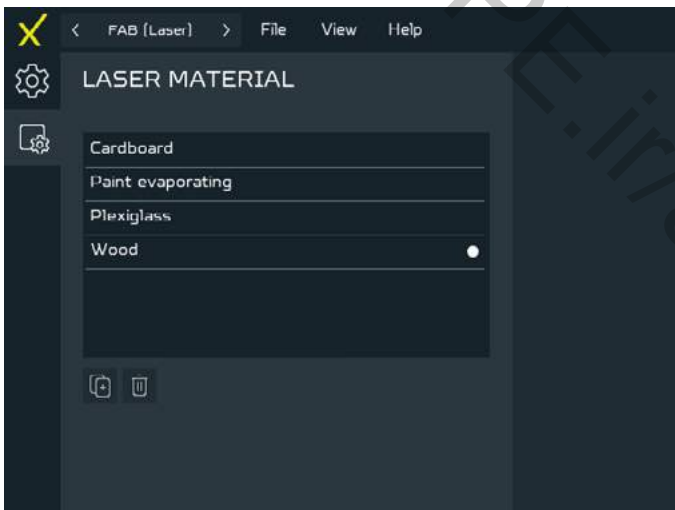 FAB (Laser) File View Help
LASER MATERIAL
Cardboard
Paint evaporating
Plexiglass
Wood